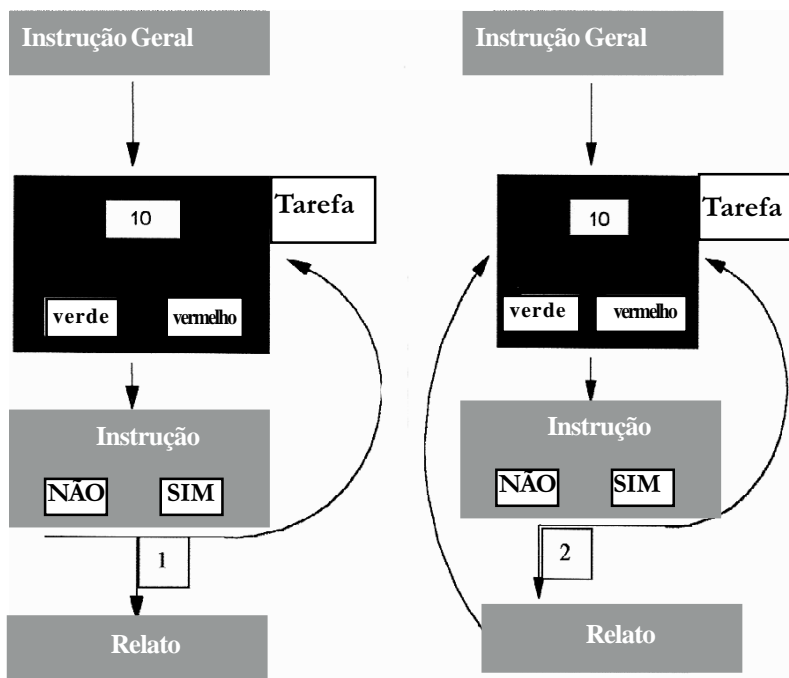 Instrução Geral
Tarefa
10
verde vermelho
Instrução
NÃO SIM
1
Relato
Instrução Geral
Tarefa
10
verde vermelho
Instrução
NÃO SIM
2
Relato